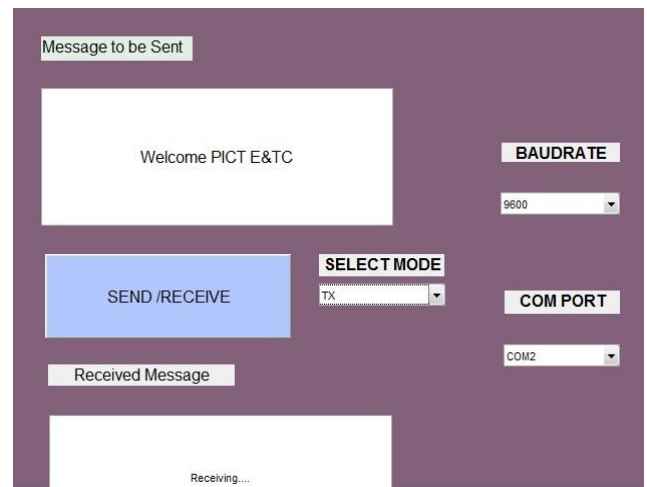 Message to be Sent
Welcome PICT E&TC
BAUDRATE
9600
SEND /RECEIVE
SELECT MODE
TX
COM PORT
COM2
Received Message
Receiving....